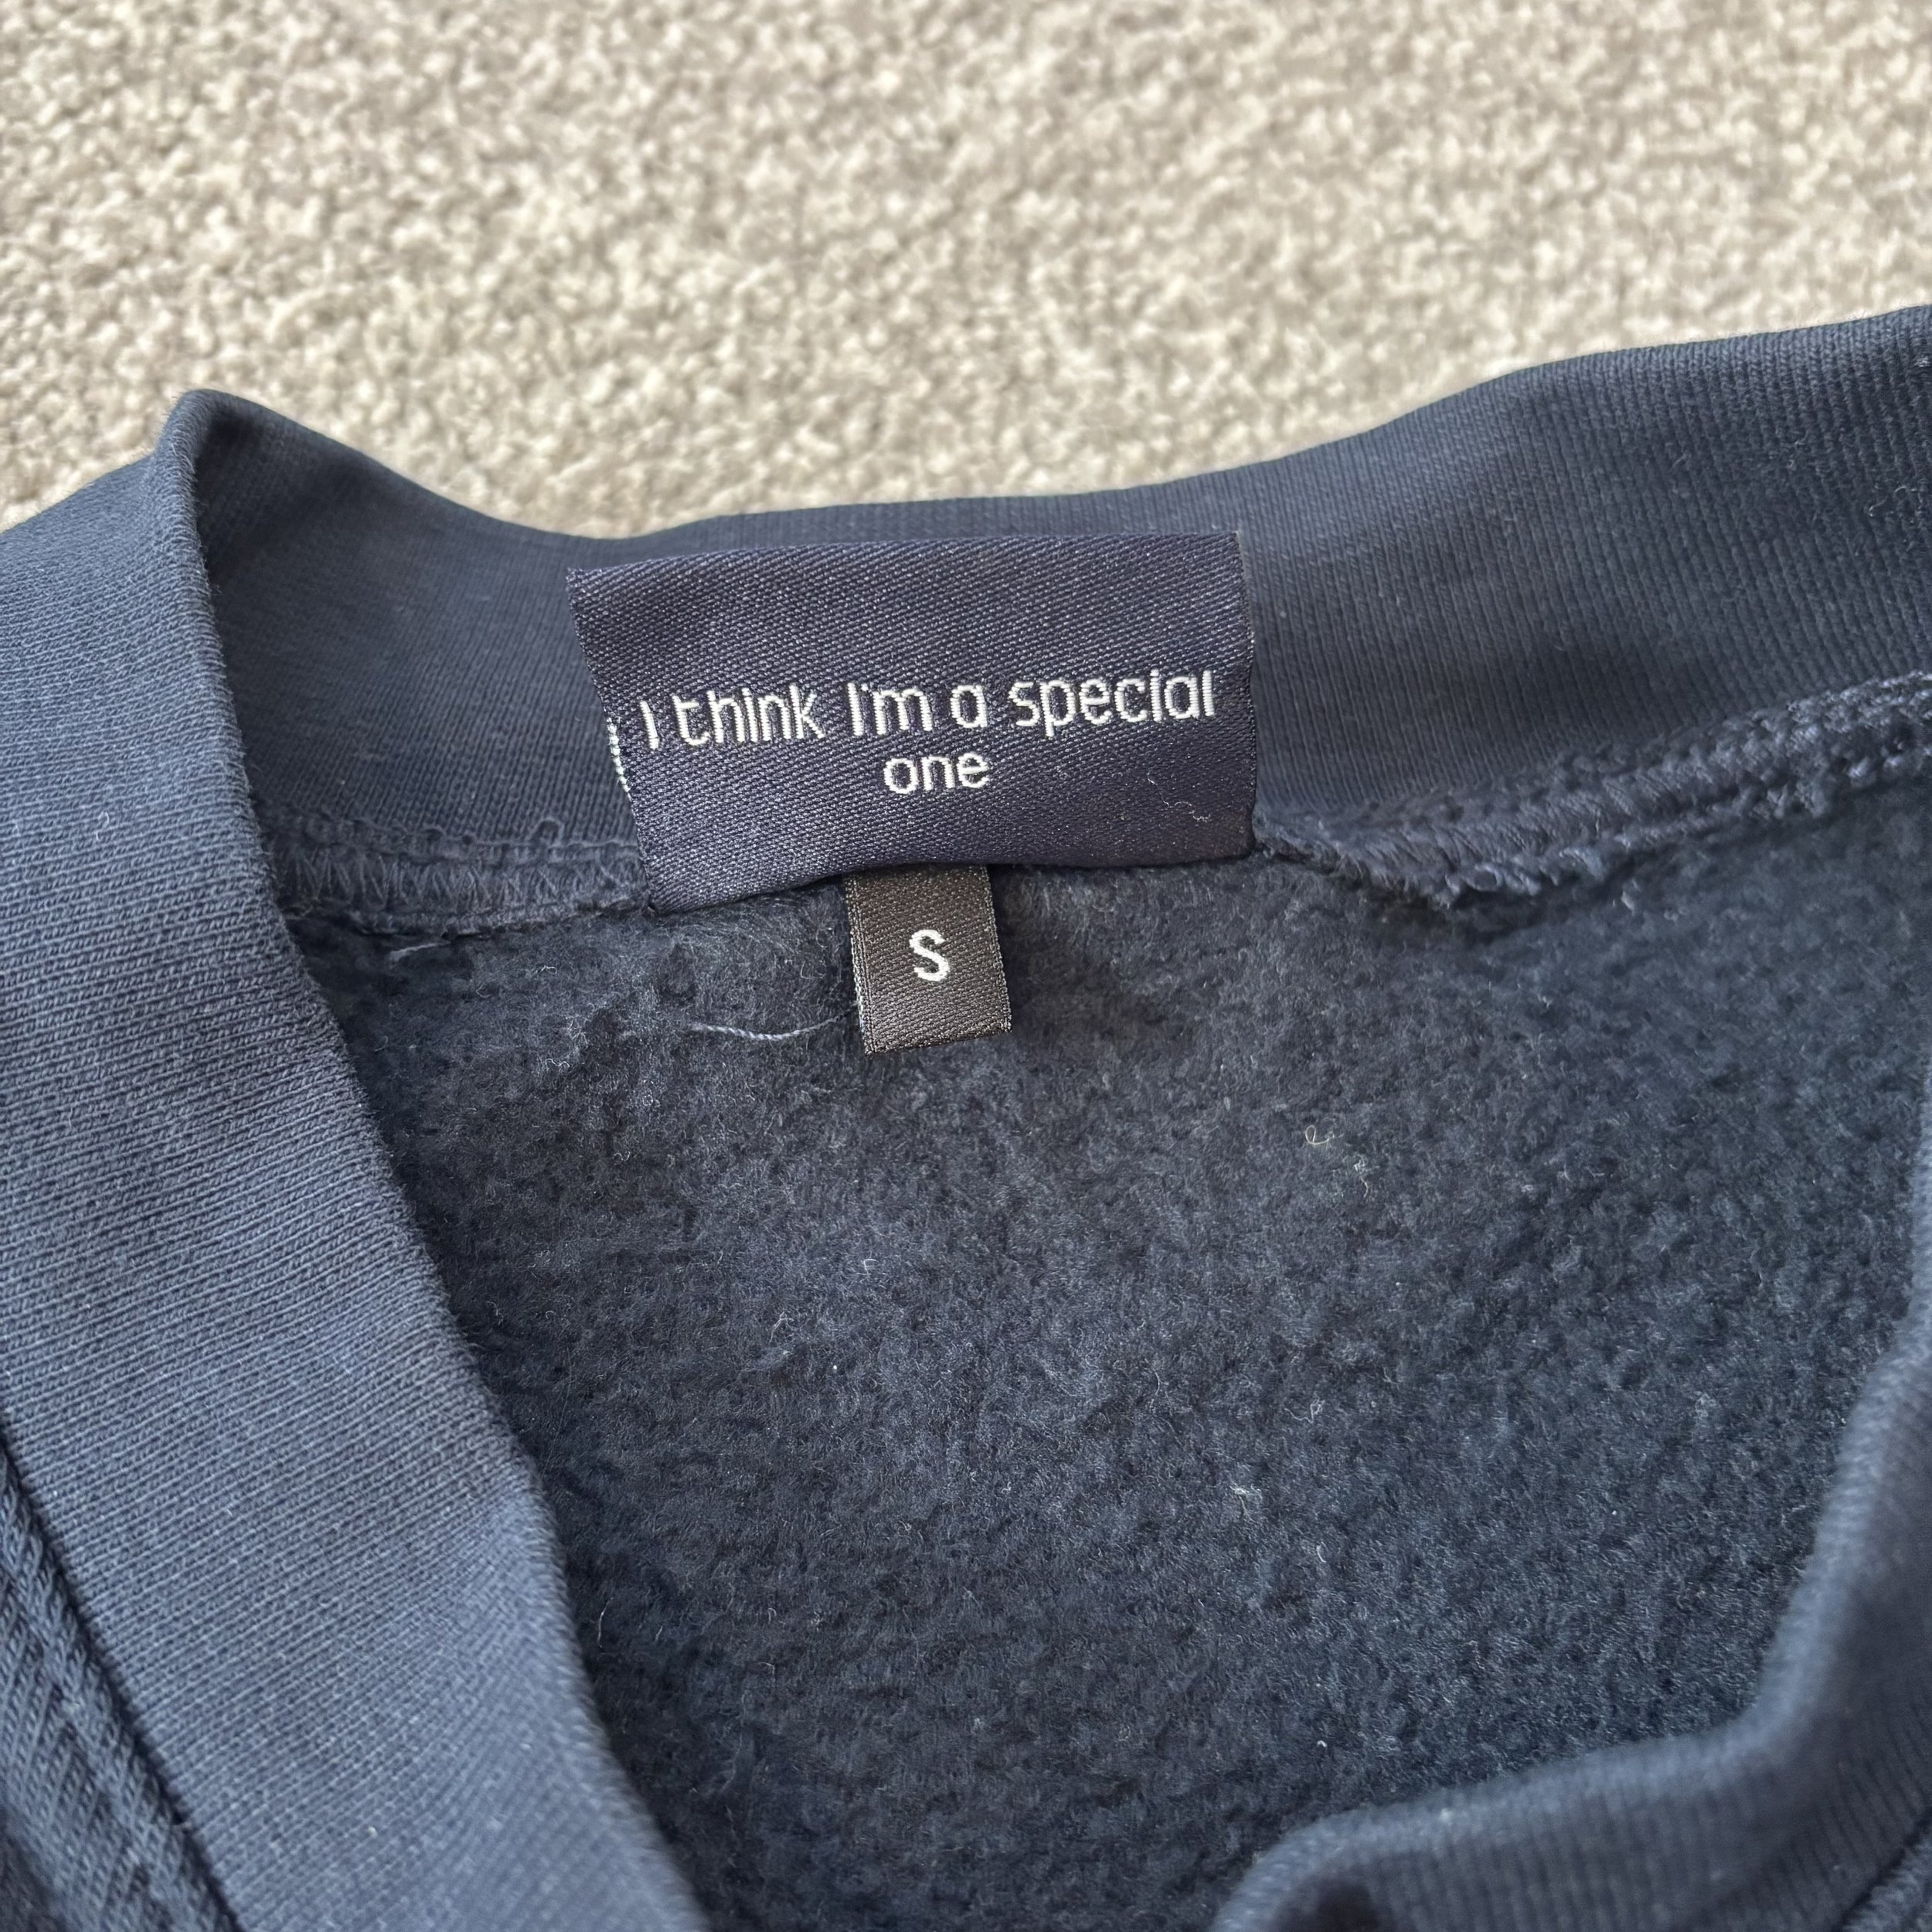 I think I'm a special
one
S